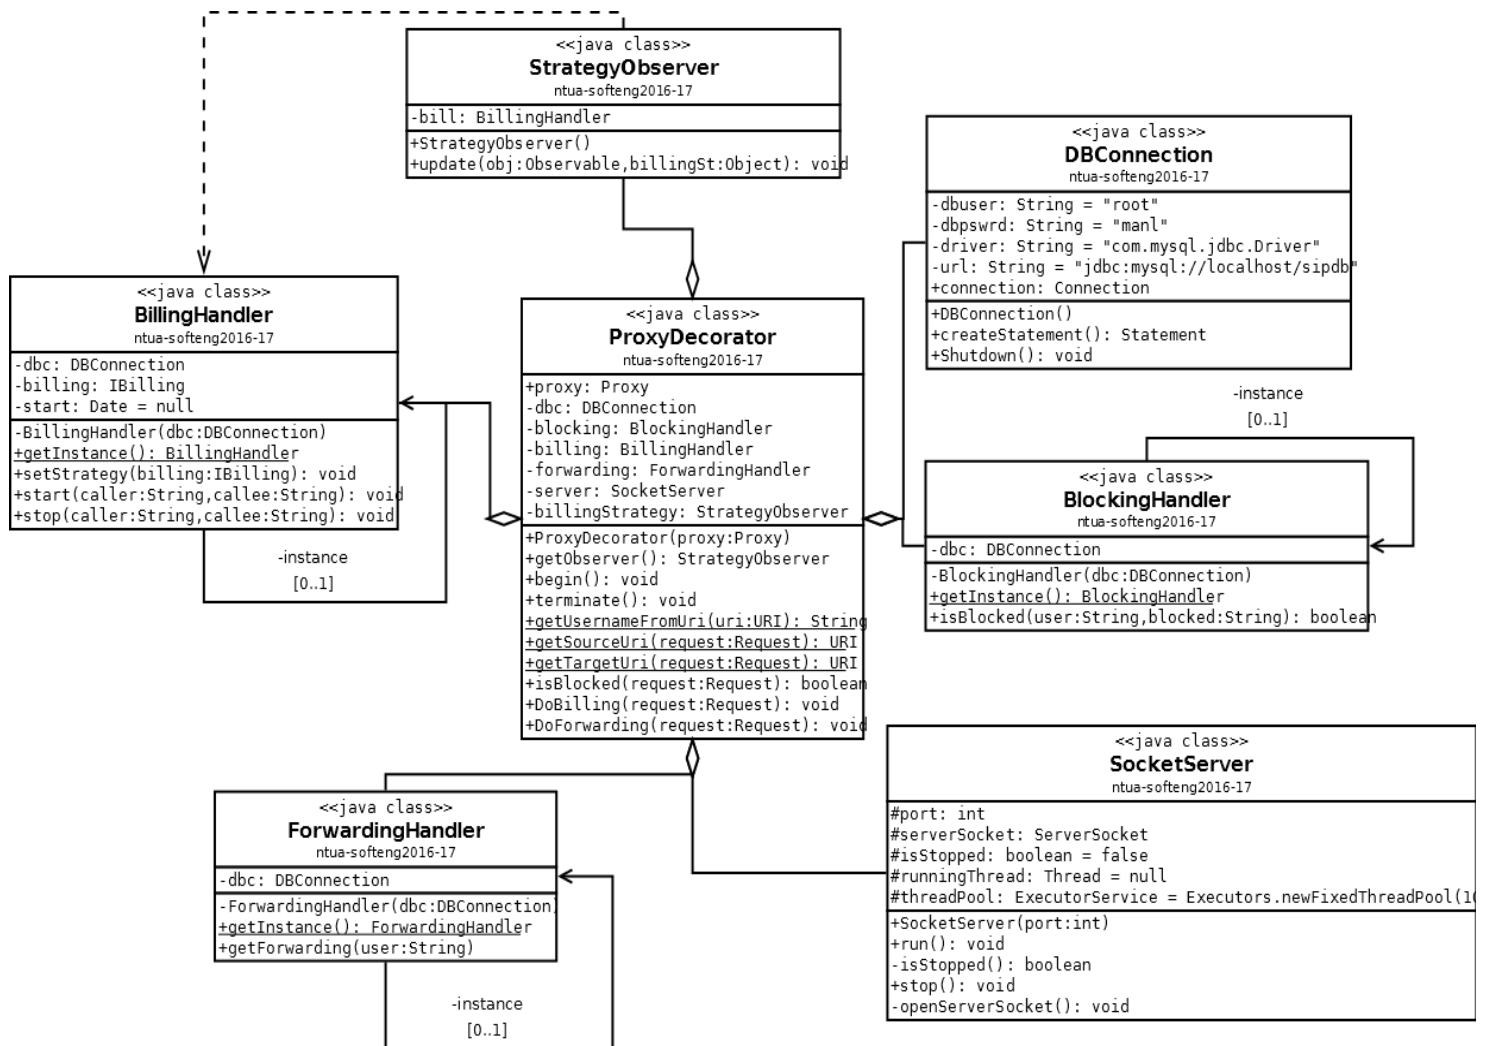 <<java class>>
StrategyObserver
ntua-softeng2016-17
-bill: BillingHandler
+StrategyObserver()
+update(obj:Observable,billingSt:Object): void
<<java class>>
DBConnection
ntua-softeng2016-17
-dbuser: String = "root"
-dbpswrd: String = "manl"
-driver: String = "com.mysql.jdbc.Driver"
-url: String = "jdbc:mysql://localhost/sipdb"
+connection: Connection
+DBConnection()
+createStatement(): Statement
+Shutdown(): void
<<java class>>
BillingHandler
ntua-softeng2016-17
-dbc: DBConnection
-billing: IBilling
-start: Date = null
-BillingHandler(dbc:DBConnection)
+getInstance(): BillingHandler
+setStrategy(billing:IBilling): void
+start(caller:String,callee:String): void
+stop(caller:String,callee:String): void
-instance
[0..1]
<<java class>>
ProxyDecorator
ntua-softeng2016-17
+proxy: Proxy
-dbc: DBConnection
-blocking: BlockingHandler
-billing: BillingHandler
-forwarding: ForwardingHandler
-server: SocketServer
-billingStrategy: StrategyObserver
+ProxyDecorator(proxy:Proxy)
+getObserver(): StrategyObserver
+begin(): void
+terminate(): void
+getUsernameFromUri(uri:URI): String
+getSourceUri(request:Request): URI
+getTargetUri(request:Request): URI
+isBlocked(request:Request): boolean
+DoBilling(request:Request): void
+DoForwarding(request:Request): void
-instance
[0..1]
<<java class>>
BlockingHandler
ntua-softeng2016-17
-dbc: DBConnection
-BlockingHandler(dbc:DBConnection)
+getInstance(): BlockingHandler
+isBlocked(user:String,blocked:String): boolean
<<java class>>
SocketServer
ntua-softeng2016-17
#port: int
#serverSocket: ServerSocket
#isStopped: boolean = false
#runningThread: Thread = null
#threadPool: ExecutorService = Executors.newFixedThreadPool(10
+SocketServer(port:int)
+run(): void
-isStopped(): boolean
+stop(): void
-openServerSocket(): void
<<java class>>
ForwardingHandler
ntua-softeng2016-17
-dbc: DBConnection
-ForwardingHandler(dbc:DBConnection)
+getInstance(): ForwardingHandler
+getForwarding(user:String)
-instance
[0..1]